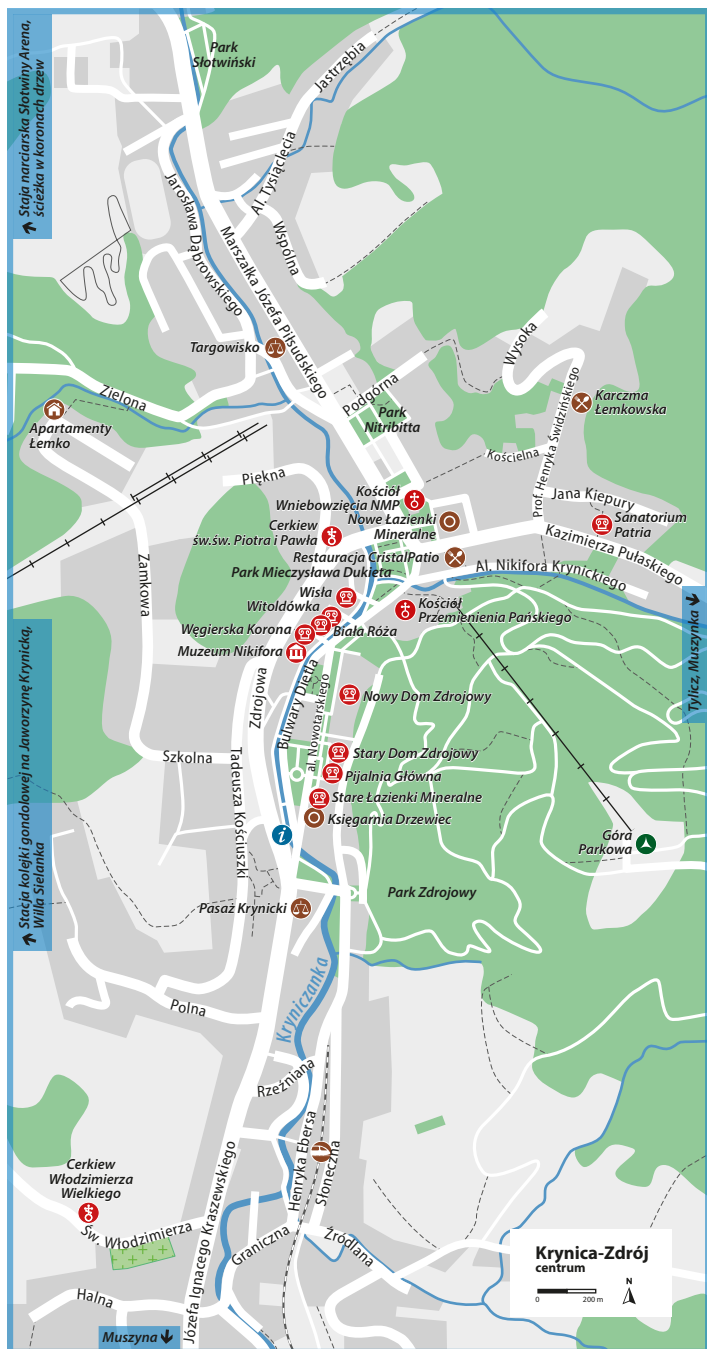 Stacja narciarska Słotwiny Arena,
ścieżka w koronach drzew
Park
Słotwiński
Jastrzębia
Al. Tysiąclecia
Jarosława Dąbrowskiego
Wspólna
Marszałka Józefa Piłsudskiego
Targowisko
Wysoka
Podgórna
Zielona
Park
Nitribitta
Karczma
Łemkowska
Apartamenty
Łemko
Prof. Henryka Świdzińskiego
Kościelna
Piękna
Kościół
Wniebowzięcia NMP
Jana Kiepury
Nowe Łazienki
Mineralne
Sanatorium
Patria
Cerkiew
św.św. Piotra i Pawła
Kazimierza Pułaskiego
Restauracja CristalPatio
Al. Nikifora Krynickiego
Park Mieczysława Dukieta
Zamkowa
Wisła
Witoldówka
Kościół
Przemienienia Pańskiego
Węgierska Korona
Biała Róża
Muzeum Nikifora
Tylicz, Muszynka
Stacja kolejki gondolowej na Jaworzynę Krynicką,
Willa Sielanka
Zdrojowa
Bulwary Dietla
al. Nowotarskiego
Nowy Dom Zdrojowy
Szkolna
Tadeusza Kościuszki
Stary Dom Zdrojowy
Pijalnia Główna
Stare Łazienki Mineralne
Księgarnia Drzewiec
i
Góra
Parkowa
Park Zdrojowy
Pasaż Krynicki
Kryniczanka
Polna
Rzeźniana
Henryka Ebersa
Słoneczna
Józefa Ignacego Kraszewskiego
Cerkiew
Włodzimierza
Wielkiego
Św. Włodzimierza
Graniczna
Źródlana
Halna
Muszyna
Krynica-Zdrój
centrum
N
0 200 m